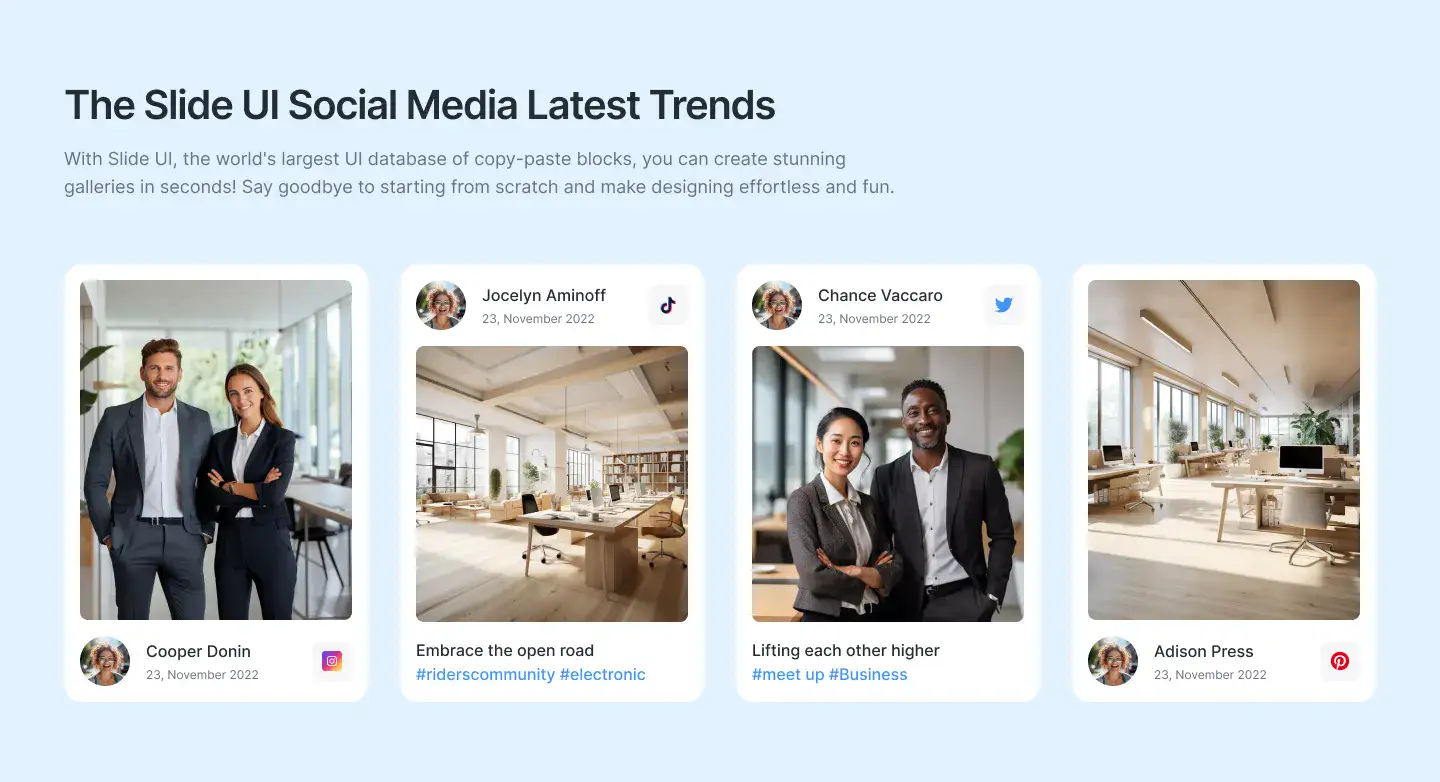 The Slide UI Social Media Latest Trends
With Slide UI, the world's largest UI database of copy-paste blocks, you can create stunning
galleries in seconds! Say goodbye to starting from scratch and make designing effortless and fun.
Cooper Donin
23, November 2022
Jocelyn Aminoff
23, November 2022
Embrace the open road
#riderscommunity #electronic
Chance Vaccaro
23, November 2022
Lifting each other higher
#meet up #Business
Adison Press
23, November 2022